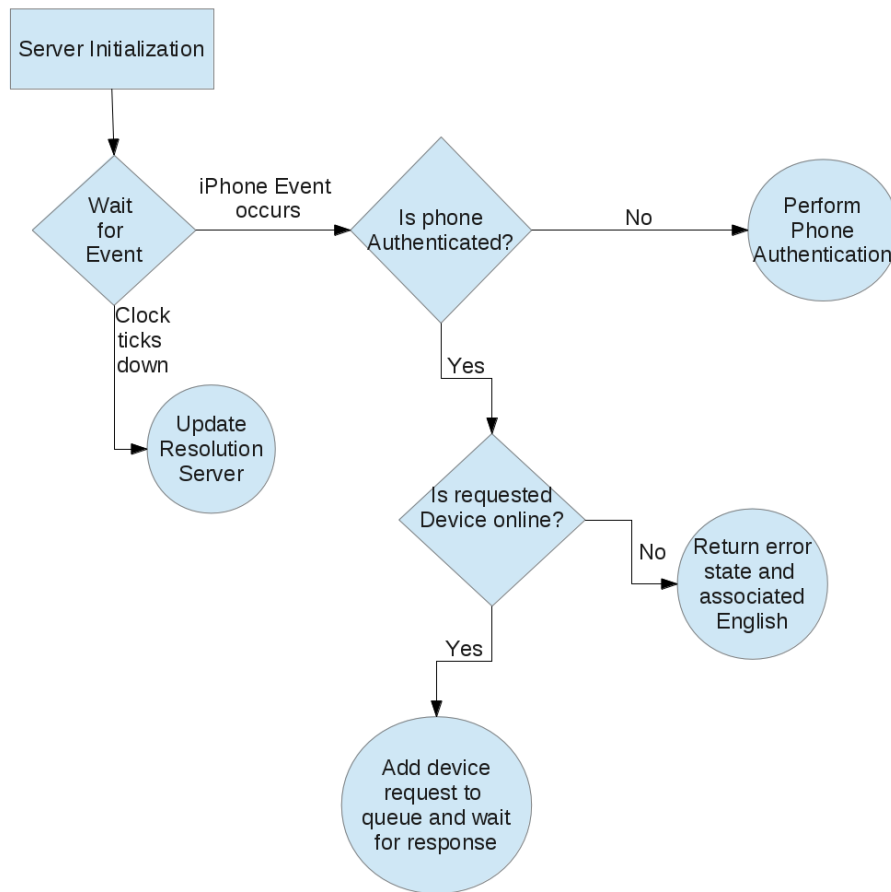 Server Initialization
Wait
for
Event
iPhone Event
occurs
Is phone
Authenticated?
No
Perform
Phone
Authentication
Clock
ticks
down
Update
Resolution
Server
Yes
Is requested
Device online?
No
Return error
state and
associated
English
Yes
Add device
request to
queue and wait
for response